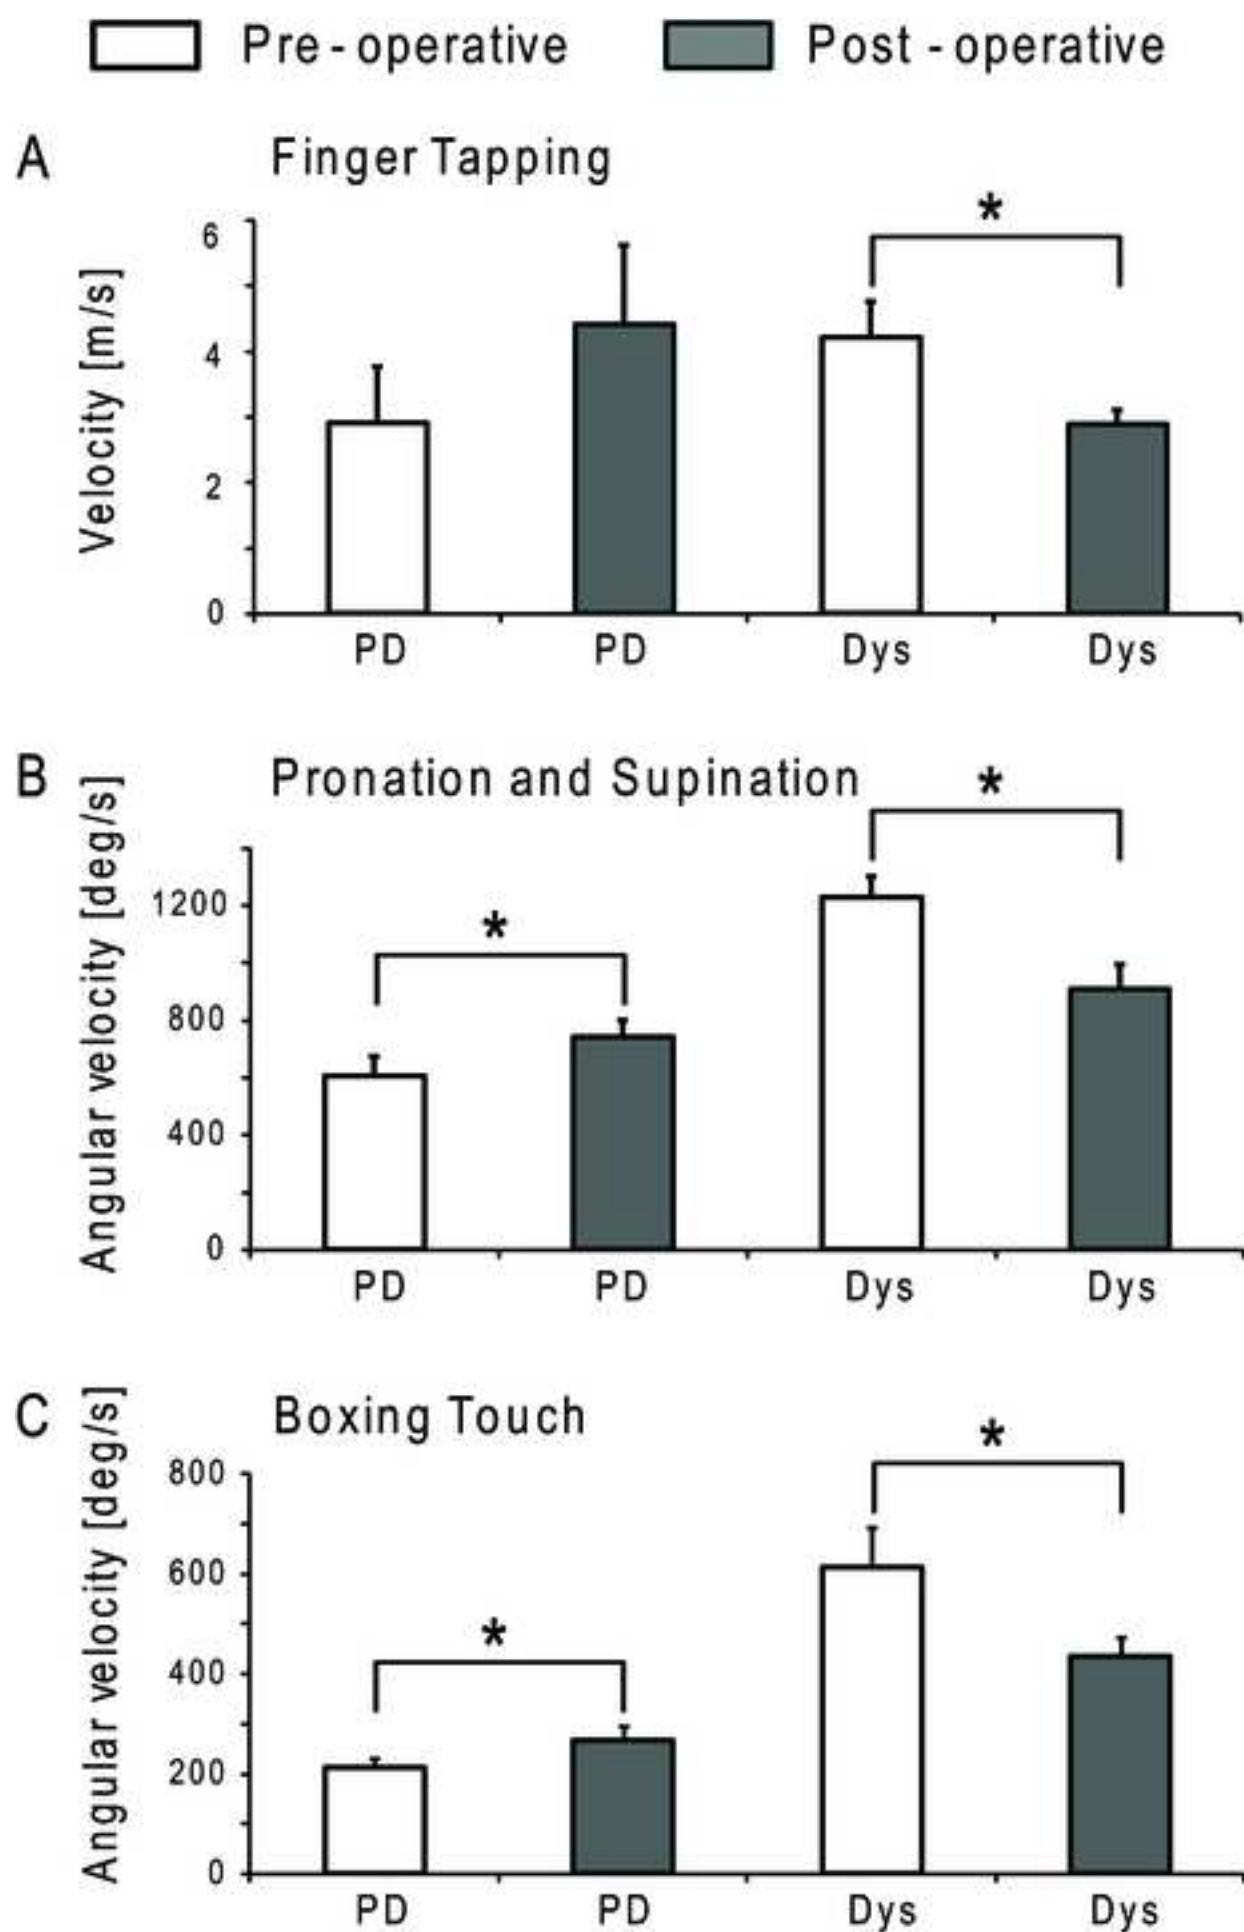 Pre - operative Post - operative
A Finger Tapping
*
Velocity [m/s]
6
4
2
0
PD PD Dys Dys
B Pronation and Supination
*
*
Angular velocity [deg/s]
1200
800
400
0
PD PD Dys Dys
C Boxing Touch
*
*
Angular velocity [deg/s]
800
600
400
200
0
PD PD Dys Dys